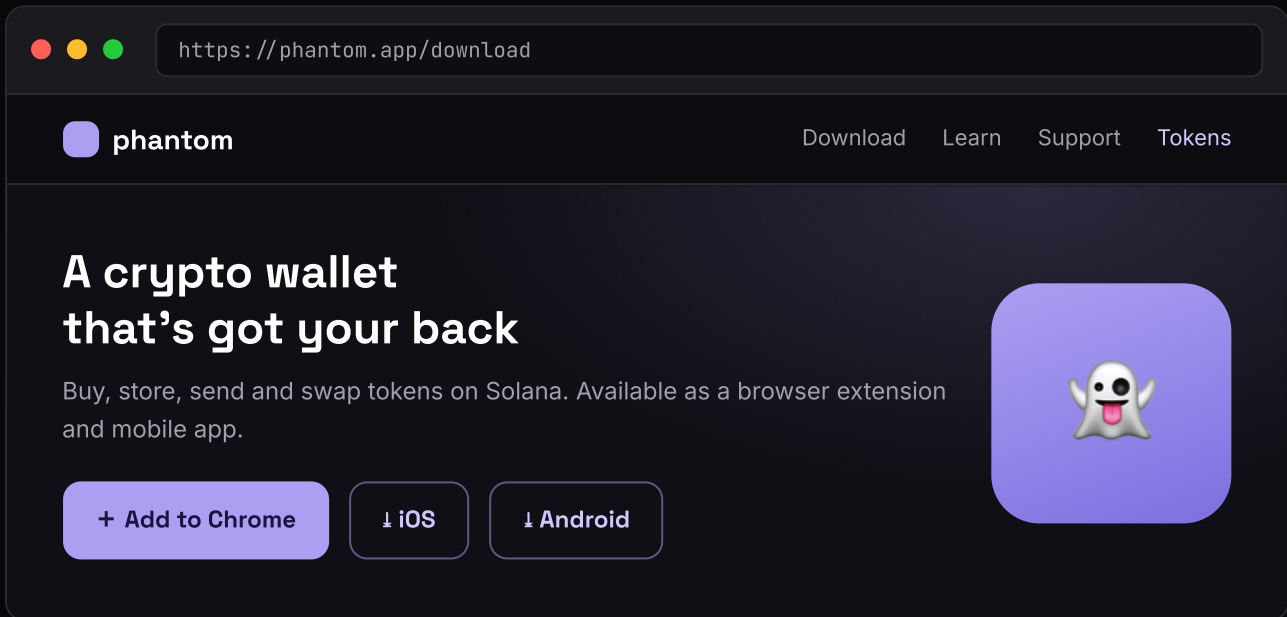 https://phantom.app/download
phantom
Download Learn Support Tokens
A crypto wallet
that’s got your back
Buy, store, send and swap tokens on Solana. Available as a browser extension
and mobile app.
+ Add to Chrome ⤓ iOS ⤓ Android